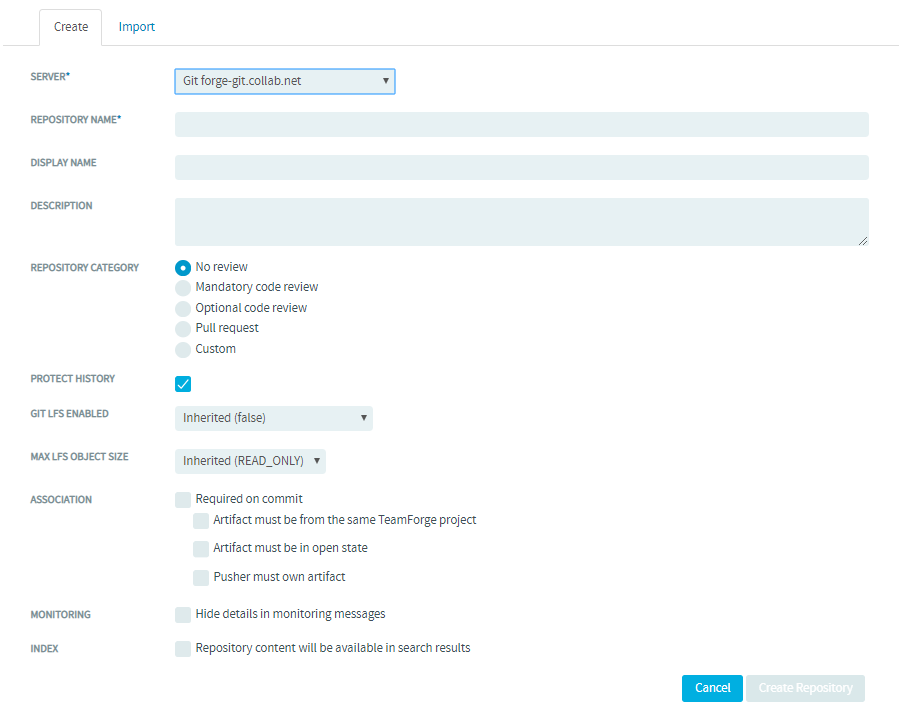 Create Import
SERVER* Git forge-git.collab.net
REPOSITORY NAME*
DISPLAY NAME
DESCRIPTION
REPOSITORY CATEGORY No review
Mandatory code review
Optional code review
Pull request
Custom
PROTECT HISTORY
GIT LFS ENABLED Inherited (false)
MAX LFS OBJECT SIZE Inherited (READ_ONLY)
ASSOCIATION Required on commit
Artifact must be from the same TeamForge project
Artifact must be in open state
Pusher must own artifact
MONITORING Hide details in monitoring messages
INDEX Repository content will be available in search results
Cancel Create Repository